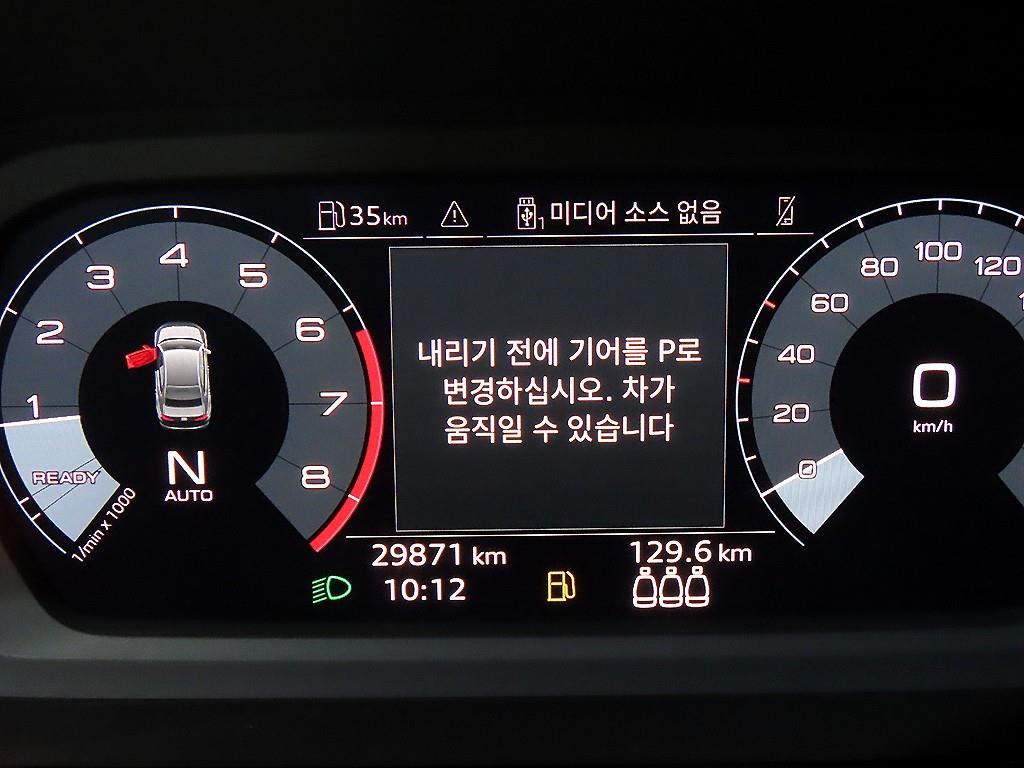 35 km
1 미디어 소스 없음
1
2
3
4
5
6
7
8
READY
1/min x 1000
N
AUTO
내리기 전에 기어를 P로
변경하십시오. 차가
움직일 수 있습니다
0
20
40
60
80
100
120
0
km/h
29871 km
129.6 km
10:12